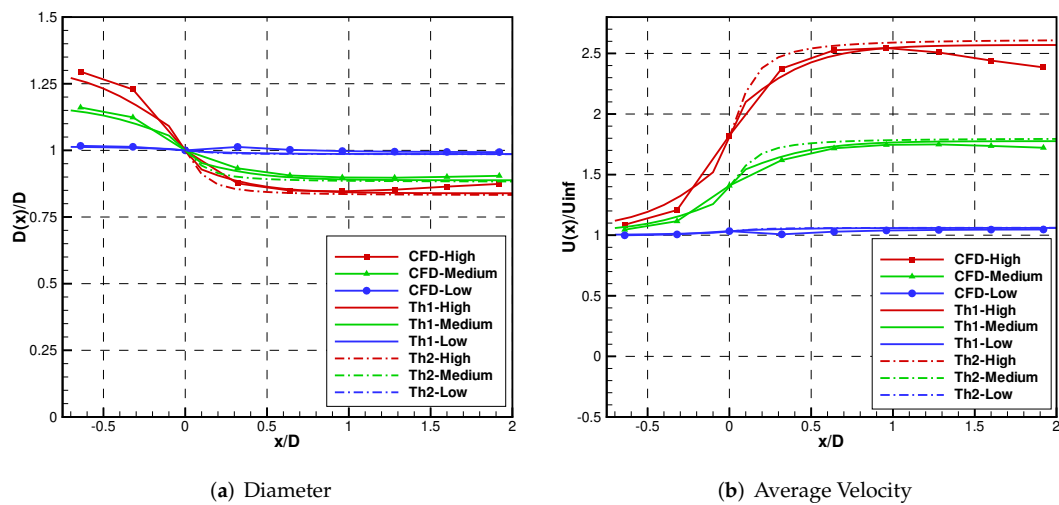 D(x)/D
1.5
1.25
1
0.75
0.5
0.25
0
-0.5
0
0.5
1
1.5
2
x/D
CFD-High
CFD-Medium
CFD-Low
Th1-High
Th1-Medium
Th1-Low
Th2-High
Th2-Medium
Th2-Low
(a) Diameter
U(x)/Uinf
2.5
2
1.5
1
0.5
0
-0.5
-0.5
0
0.5
1
1.5
2
x/D
CFD-High
CFD-Medium
CFD-Low
Th1-High
Th1-Medium
Th1-Low
Th2-High
Th2-Medium
Th2-Low
(b) Average Velocity